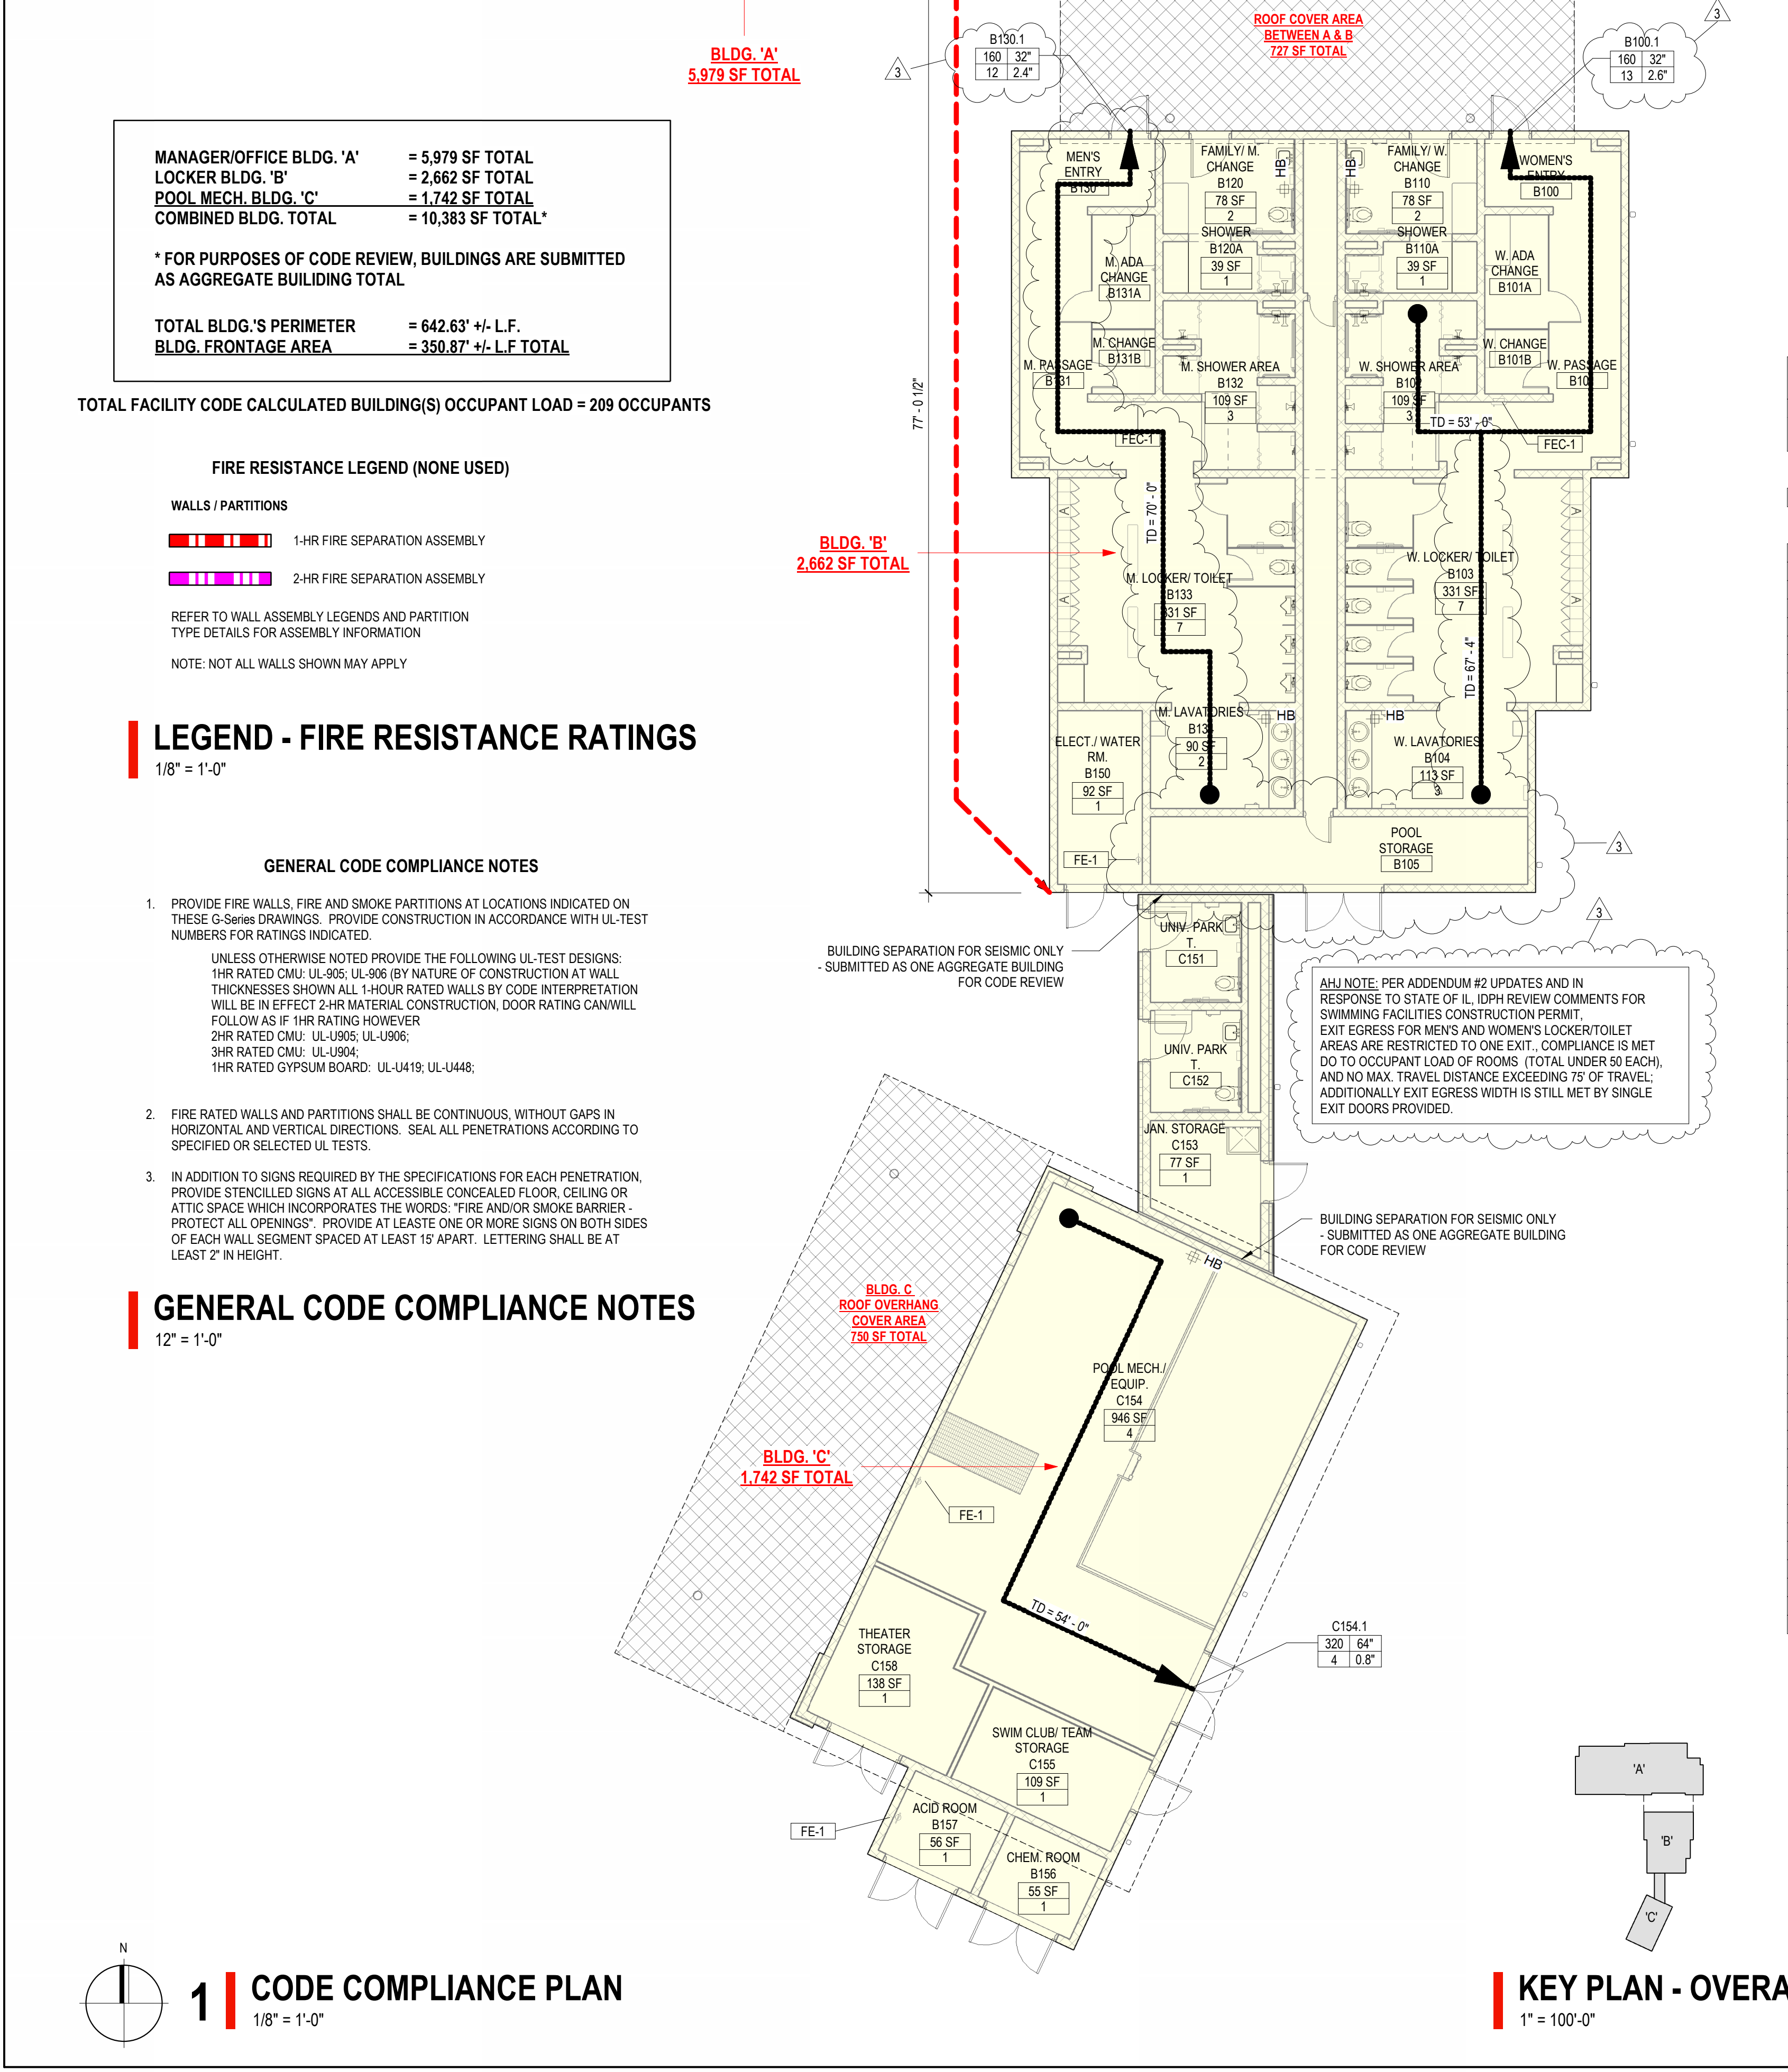 BLDG. 'A'
5,979 SF TOTAL
ROOF COVER AREA
BETWEEN A & B
727 SF TOTAL
B130.1
160 32"
12 2.4"
3
B100.1
160 32"
13 2.6"
3
MANAGER/OFFICE BLDG. 'A' = 5,979 SF TOTAL
LOCKER BLDG. 'B' = 2,662 SF TOTAL
POOL MECH. BLDG. 'C' = 1,742 SF TOTAL
COMBINED BLDG. TOTAL = 10,383 SF TOTAL*
* FOR PURPOSES OF CODE REVIEW, BUILDINGS ARE SUBMITTED
AS AGGREGATE BUILIDING TOTAL
TOTAL BLDG.'S PERIMETER = 642.63' +/- L.F.
BLDG. FRONTAGE AREA = 350.87' +/- L.F TOTAL
TOTAL FACILITY CODE CALCULATED BUILDING(S) OCCUPANT LOAD = 209 OCCUPANTS
FIRE RESISTANCE LEGEND (NONE USED)
WALLS / PARTITIONS
1-HR FIRE SEPARATION ASSEMBLY
2-HR FIRE SEPARATION ASSEMBLY
REFER TO WALL ASSEMBLY LEGENDS AND PARTITION
TYPE DETAILS FOR ASSEMBLY INFORMATION
NOTE: NOT ALL WALLS SHOWN MAY APPLY
LEGEND - FIRE RESISTANCE RATINGS
1/8" = 1'-0"
GENERAL CODE COMPLIANCE NOTES
1. PROVIDE FIRE WALLS, FIRE AND SMOKE PARTITIONS AT LOCATIONS INDICATED ON
THESE G-Series DRAWINGS. PROVIDE CONSTRUCTION IN ACCORDANCE WITH UL-TEST
NUMBERS FOR RATINGS INDICATED.
UNLESS OTHERWISE NOTED PROVIDE THE FOLLOWING UL-TEST DESIGNS:
1HR RATED CMU: UL-905; UL-906 (BY NATURE OF CONSTRUCTION AT WALL
THICKNESSES SHOWN ALL 1-HOUR RATED WALLS BY CODE INTERPRETATION
WILL BE IN EFFECT 2-HR MATERIAL CONSTRUCTION, DOOR RATING CAN/WILL
FOLLOW AS IF 1HR RATING HOWEVER
2HR RATED CMU: UL-U905; UL-U906;
3HR RATED CMU: UL-U904;
1HR RATED GYPSUM BOARD: UL-U419; UL-U448;
2. FIRE RATED WALLS AND PARTITIONS SHALL BE CONTINUOUS, WITHOUT GAPS IN
HORIZONTAL AND VERTICAL DIRECTIONS. SEAL ALL PENETRATIONS ACCORDING TO
SPECIFIED OR SELECTED UL TESTS.
3. IN ADDITION TO SIGNS REQUIRED BY THE SPECIFICATIONS FOR EACH PENETRATION,
PROVIDE STENCILLED SIGNS AT ALL ACCESSIBLE CONCEALED FLOOR, CEILING OR
ATTIC SPACE WHICH INCORPORATES THE WORDS: "FIRE AND/OR SMOKE BARRIER -
PROTECT ALL OPENINGS". PROVIDE AT LEASTE ONE OR MORE SIGNS ON BOTH SIDES
OF EACH WALL SEGMENT SPACED AT LEAST 15' APART. LETTERING SHALL BE AT
LEAST 2" IN HEIGHT.
GENERAL CODE COMPLIANCE NOTES
12" = 1'-0"
77' - 0 1/2"
BLDG. 'B'
2,662 SF TOTAL
MEN'S
ENTRY
B130
FAMILY/ M.
CHANGE
B120
78 SF
2
HB
HB
FAMILY/ W.
CHANGE
B110
78 SF
2
WOMEN'S
ENTRY
B100
SHOWER
B120A
39 SF
1
SHOWER
B110A
39 SF
1
M. ADA
CHANGE
B131A
W. ADA
CHANGE
B101A
M. CHANGE
B131B
W. CHANGE
B101B
M. PASSAGE
B131
M. SHOWER AREA
B132
109 SF
3
W. SHOWER AREA
B102
109 SF
3
W. PASSAGE
B101
TD = 53' - 0"
FEC-1
FEC-1
TD = 70' - 0"
A
A
A
A
M. LOCKER/ TOILET
B133
331 SF
7
W. LOCKER/ TOILET
B103
331 SF
7
TD = 67' - 4"
M. LAVATORIES
90 SF
2
HB
HB
W. LAVATORIES
B104
113 SF
3
ELECT./ WATER
RM.
B150
92 SF
1
POOL
STORAGE
B105
FE-1
3
BUILDING SEPARATION FOR SEISMIC ONLY
- SUBMITTED AS ONE AGGREGATE BUILDING
FOR CODE REVIEW
UNIV. PARK
T.
C151
UNIV. PARK
T.
C152
JAN. STORAGE
C153
77 SF
1
3
AHJ NOTE: PER ADDENDUM #2 UPDATES AND IN
RESPONSE TO STATE OF IL, IDPH REVIEW COMMENTS FOR
SWIMMING FACILITIES CONSTRUCTION PERMIT,
EXIT EGRESS FOR MEN'S AND WOMEN'S LOCKER/TOILET
AREAS ARE RESTRICTED TO ONE EXIT., COMPLIANCE IS MET
DO TO OCCUPANT LOAD OF ROOMS (TOTAL UNDER 50 EACH),
AND NO MAX. TRAVEL DISTANCE EXCEEDING 75' OF TRAVEL;
ADDITIONALLY EXIT EGRESS WIDTH IS STILL MET BY SINGLE
EXIT DOORS PROVIDED.
BUILDING SEPARATION FOR SEISMIC ONLY
- SUBMITTED AS ONE AGGREGATE BUILDING
FOR CODE REVIEW
HB
BLDG. C
ROOF OVERHANG
COVER AREA
750 SF TOTAL
POOL MECH./
EQUIP.
C154
946 SF
4
BLDG. 'C'
1,742 SF TOTAL
FE-1
TD = 54' - 0"
C154.1
320 64"
4 0.8"
THEATER
STORAGE
C158
138 SF
1
SWIM CLUB/ TEAM
STORAGE
C155
109 SF
1
ACID ROOM
B157
56 SF
1
FE-1
CHEM. ROOM
B156
55 SF
1
'A'
'B'
'C'
N
1 CODE COMPLIANCE PLAN
1/8" = 1'-0"
KEY PLAN - OVERA
1" = 100'-0"